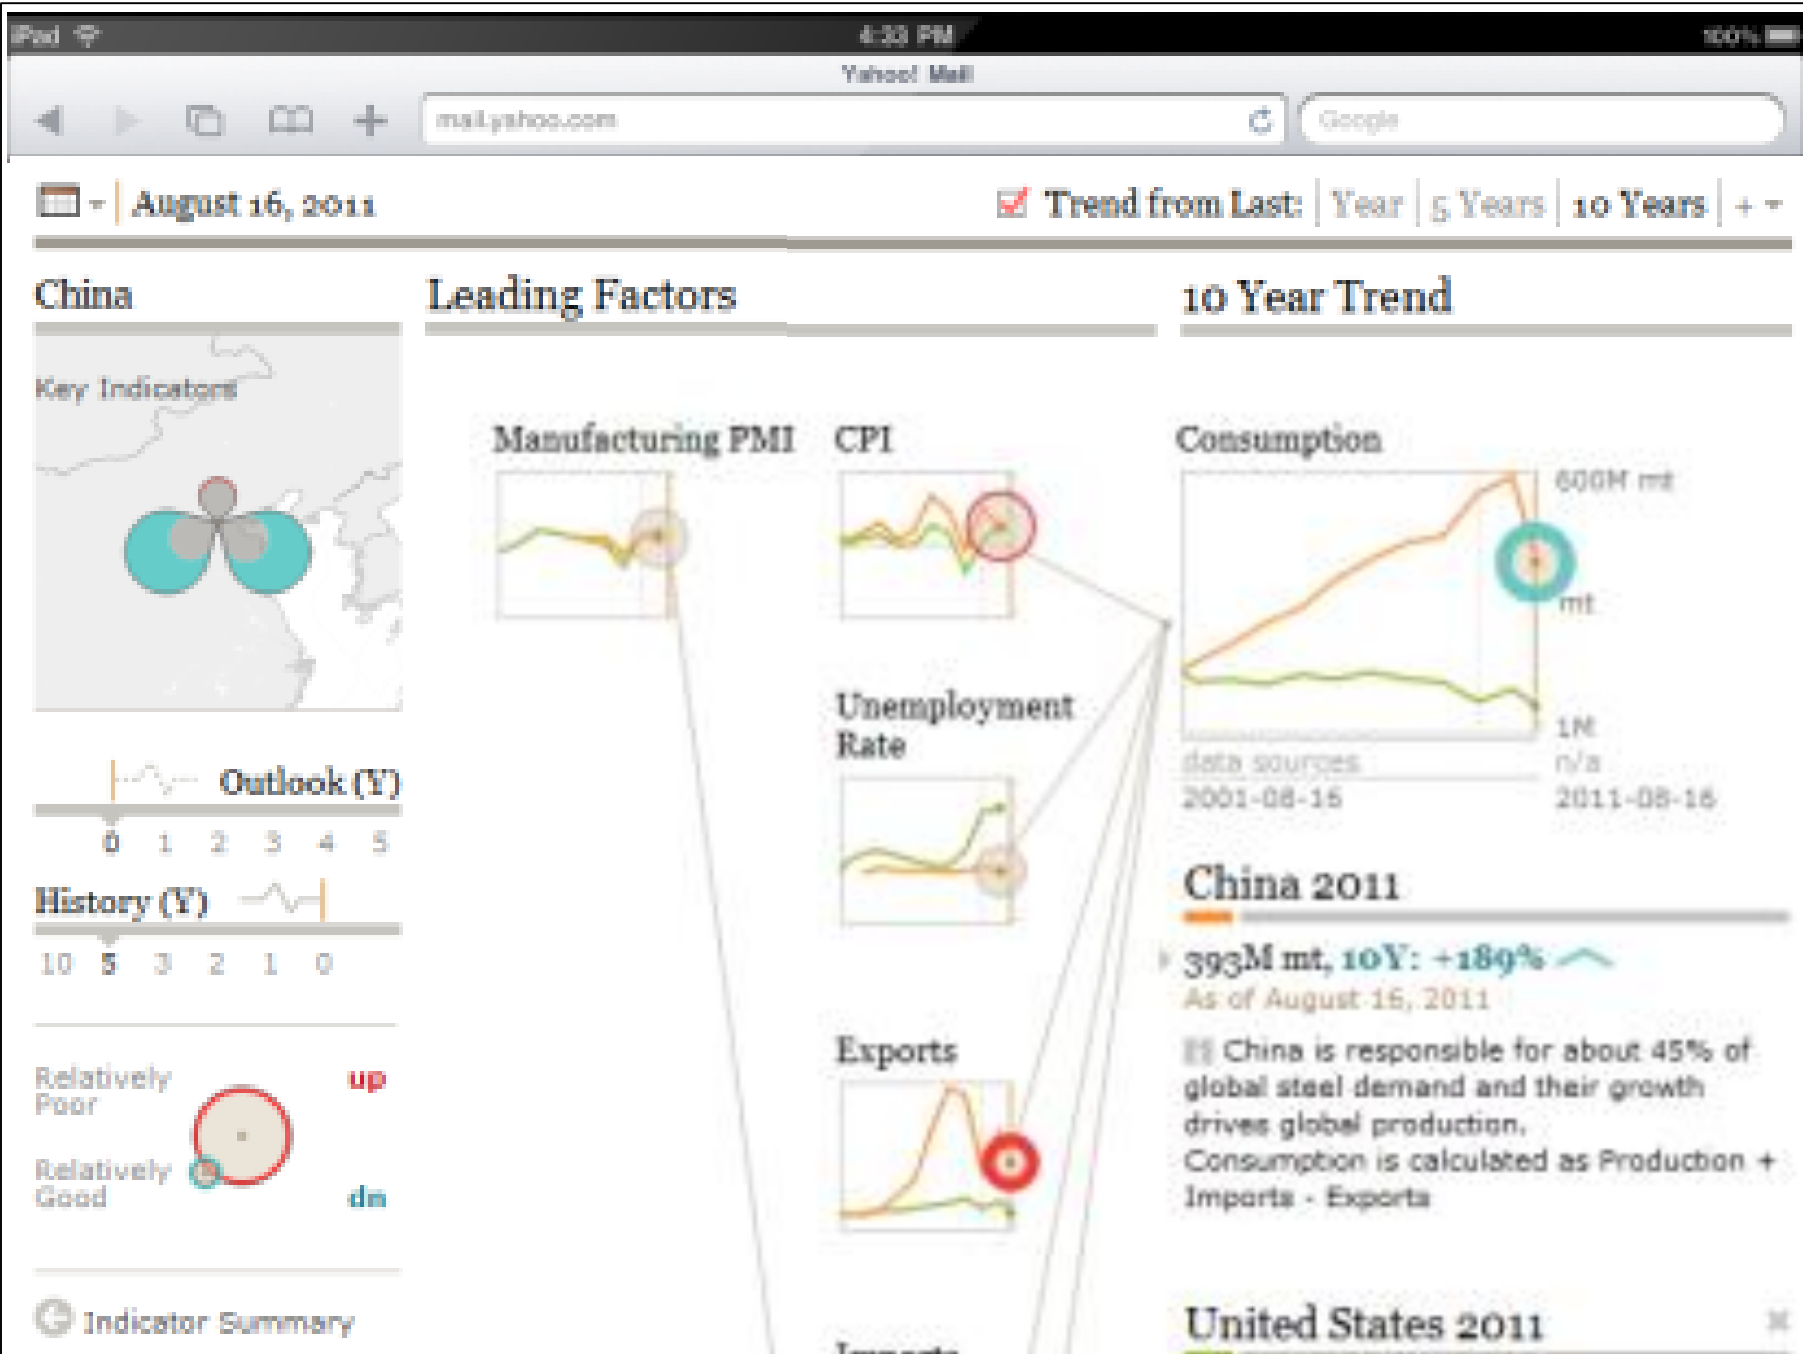 iPad
4:33 PM
100%
Yahoo! Mail
mail.yahoo.com
Google
August 16, 2011
Trend from Last: Year 5 Years 10 Years +
China
Leading Factors
10 Year Trend
Key Indicators
Manufacturing PMI
CPI
Consumption
600M mt
mt
Unemployment
Rate
1M
data sources
n/a
2001-08-16
2011-08-16
Outlook (Y)
0 1 2 3 4 5
History (Y)
10 5 3 2 1 0
China 2011
393M mt, 10Y: +189%
As of August 16, 2011
Exports
China is responsible for about 45% of
global steel demand and their growth
drives global production.
Consumption is calculated as Production +
Imports - Exports
Relatively
Poor
up
Relatively
Good
dn
Indicator Summary
United States 2011
Imports